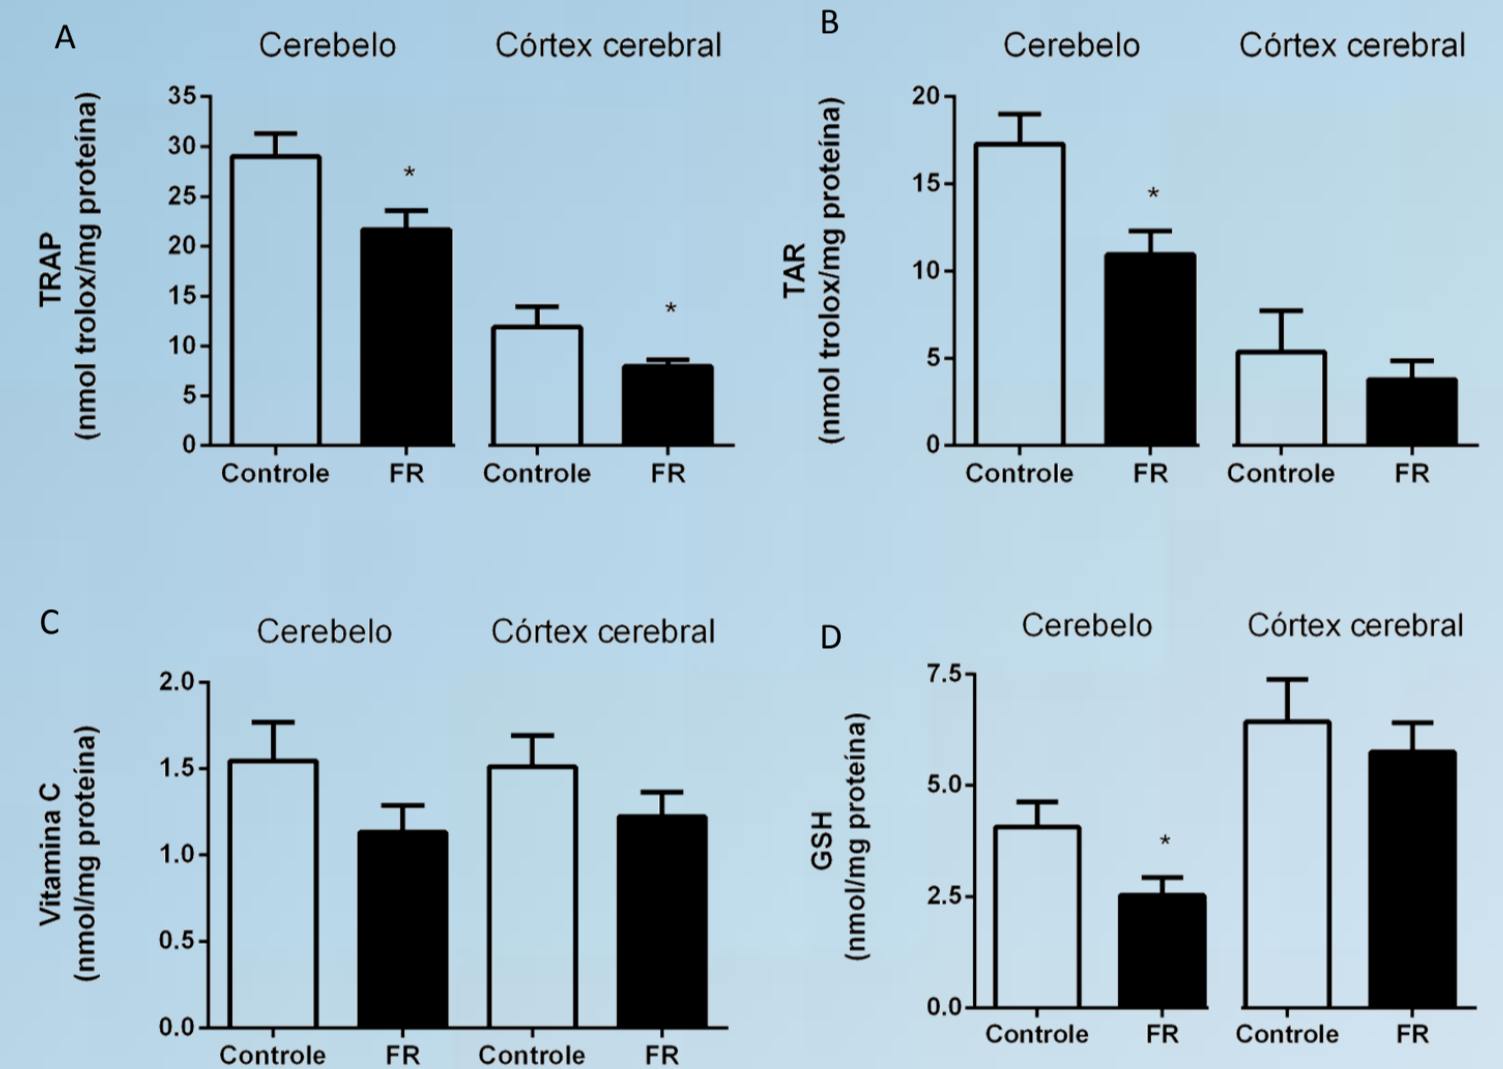 A
Cerebelo
Córtex cerebral
TRAP
(nmol trolox/mg proteína)
35
30
25
20
15
10
5
0
*
*
Controle
FR
Controle
FR
B
Cerebelo
Córtex cerebral
TAR
(nmol trolox/mg proteína)
20
15
10
5
0
*
Controle
FR
Controle
FR
C
Cerebelo
Córtex cerebral
Vitamina C
(nmol/mg proteína)
2.0
1.5
1.0
0.5
0.0
Controle
FR
Controle
FR
D
Cerebelo
Córtex cerebral
GSH
(nmol/mg proteína)
7.5
5.0
2.5
0.0
*
Controle
FR
Controle
FR